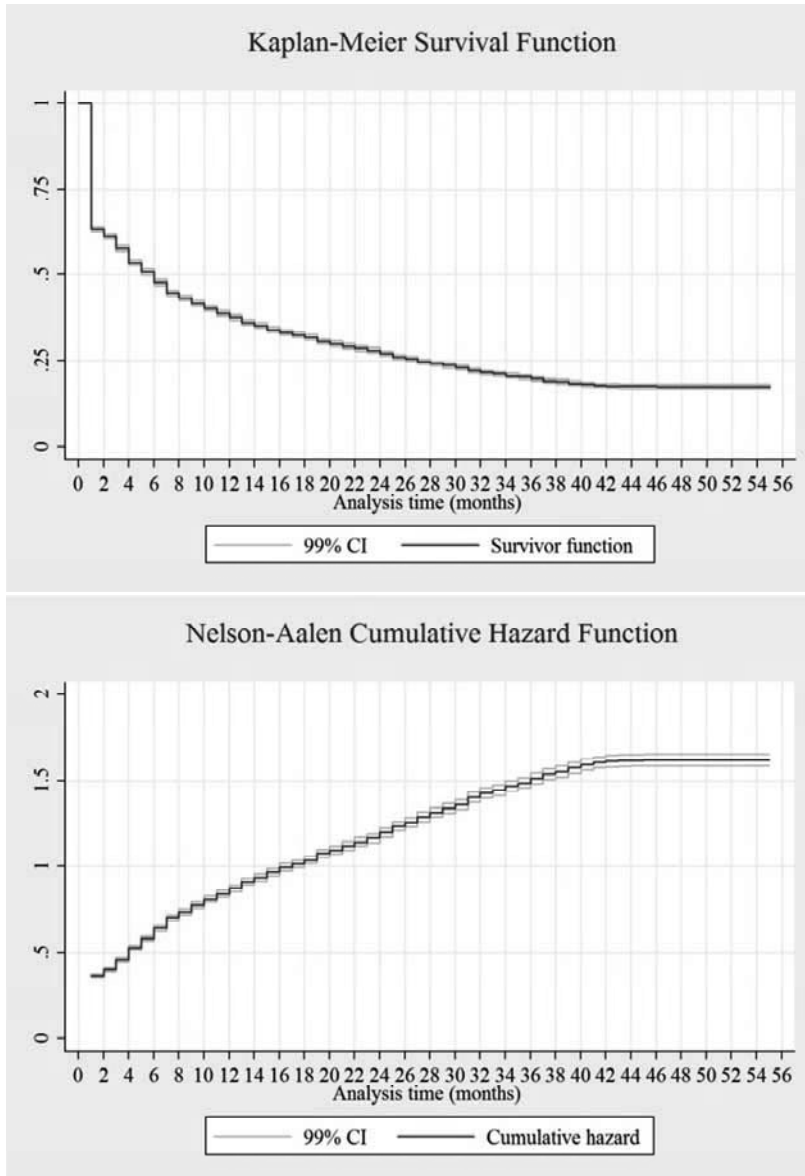 Kaplan-Meier Survival Function
1
.75
.5
.25
0
0 2 4 6 8 10 12 14 16 18 20 22 24 26 28 30 32 34 36 38 40 42 44 46 48 50 52 54 56
Analysis time (months)
99% CI Survivor function
Nelson-Aalen Cumulative Hazard Function
2
1.5
1
.5
0
0 2 4 6 8 10 12 14 16 18 20 22 24 26 28 30 32 34 36 38 40 42 44 46 48 50 52 54 56
Analysis time (months)
99% CI Cumulative hazard